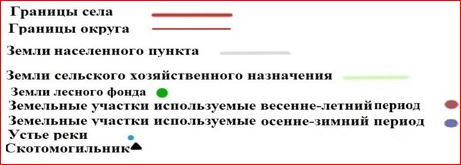 Границы села
Границы округа
Земли населенного пункта
Земли сельского хозяйственного назначения
Земли лесного фонда
Земельные участки используемые весенне-летний период
Земельные участки используемые осенне-зимний период
Устье реки
Скотомогильник